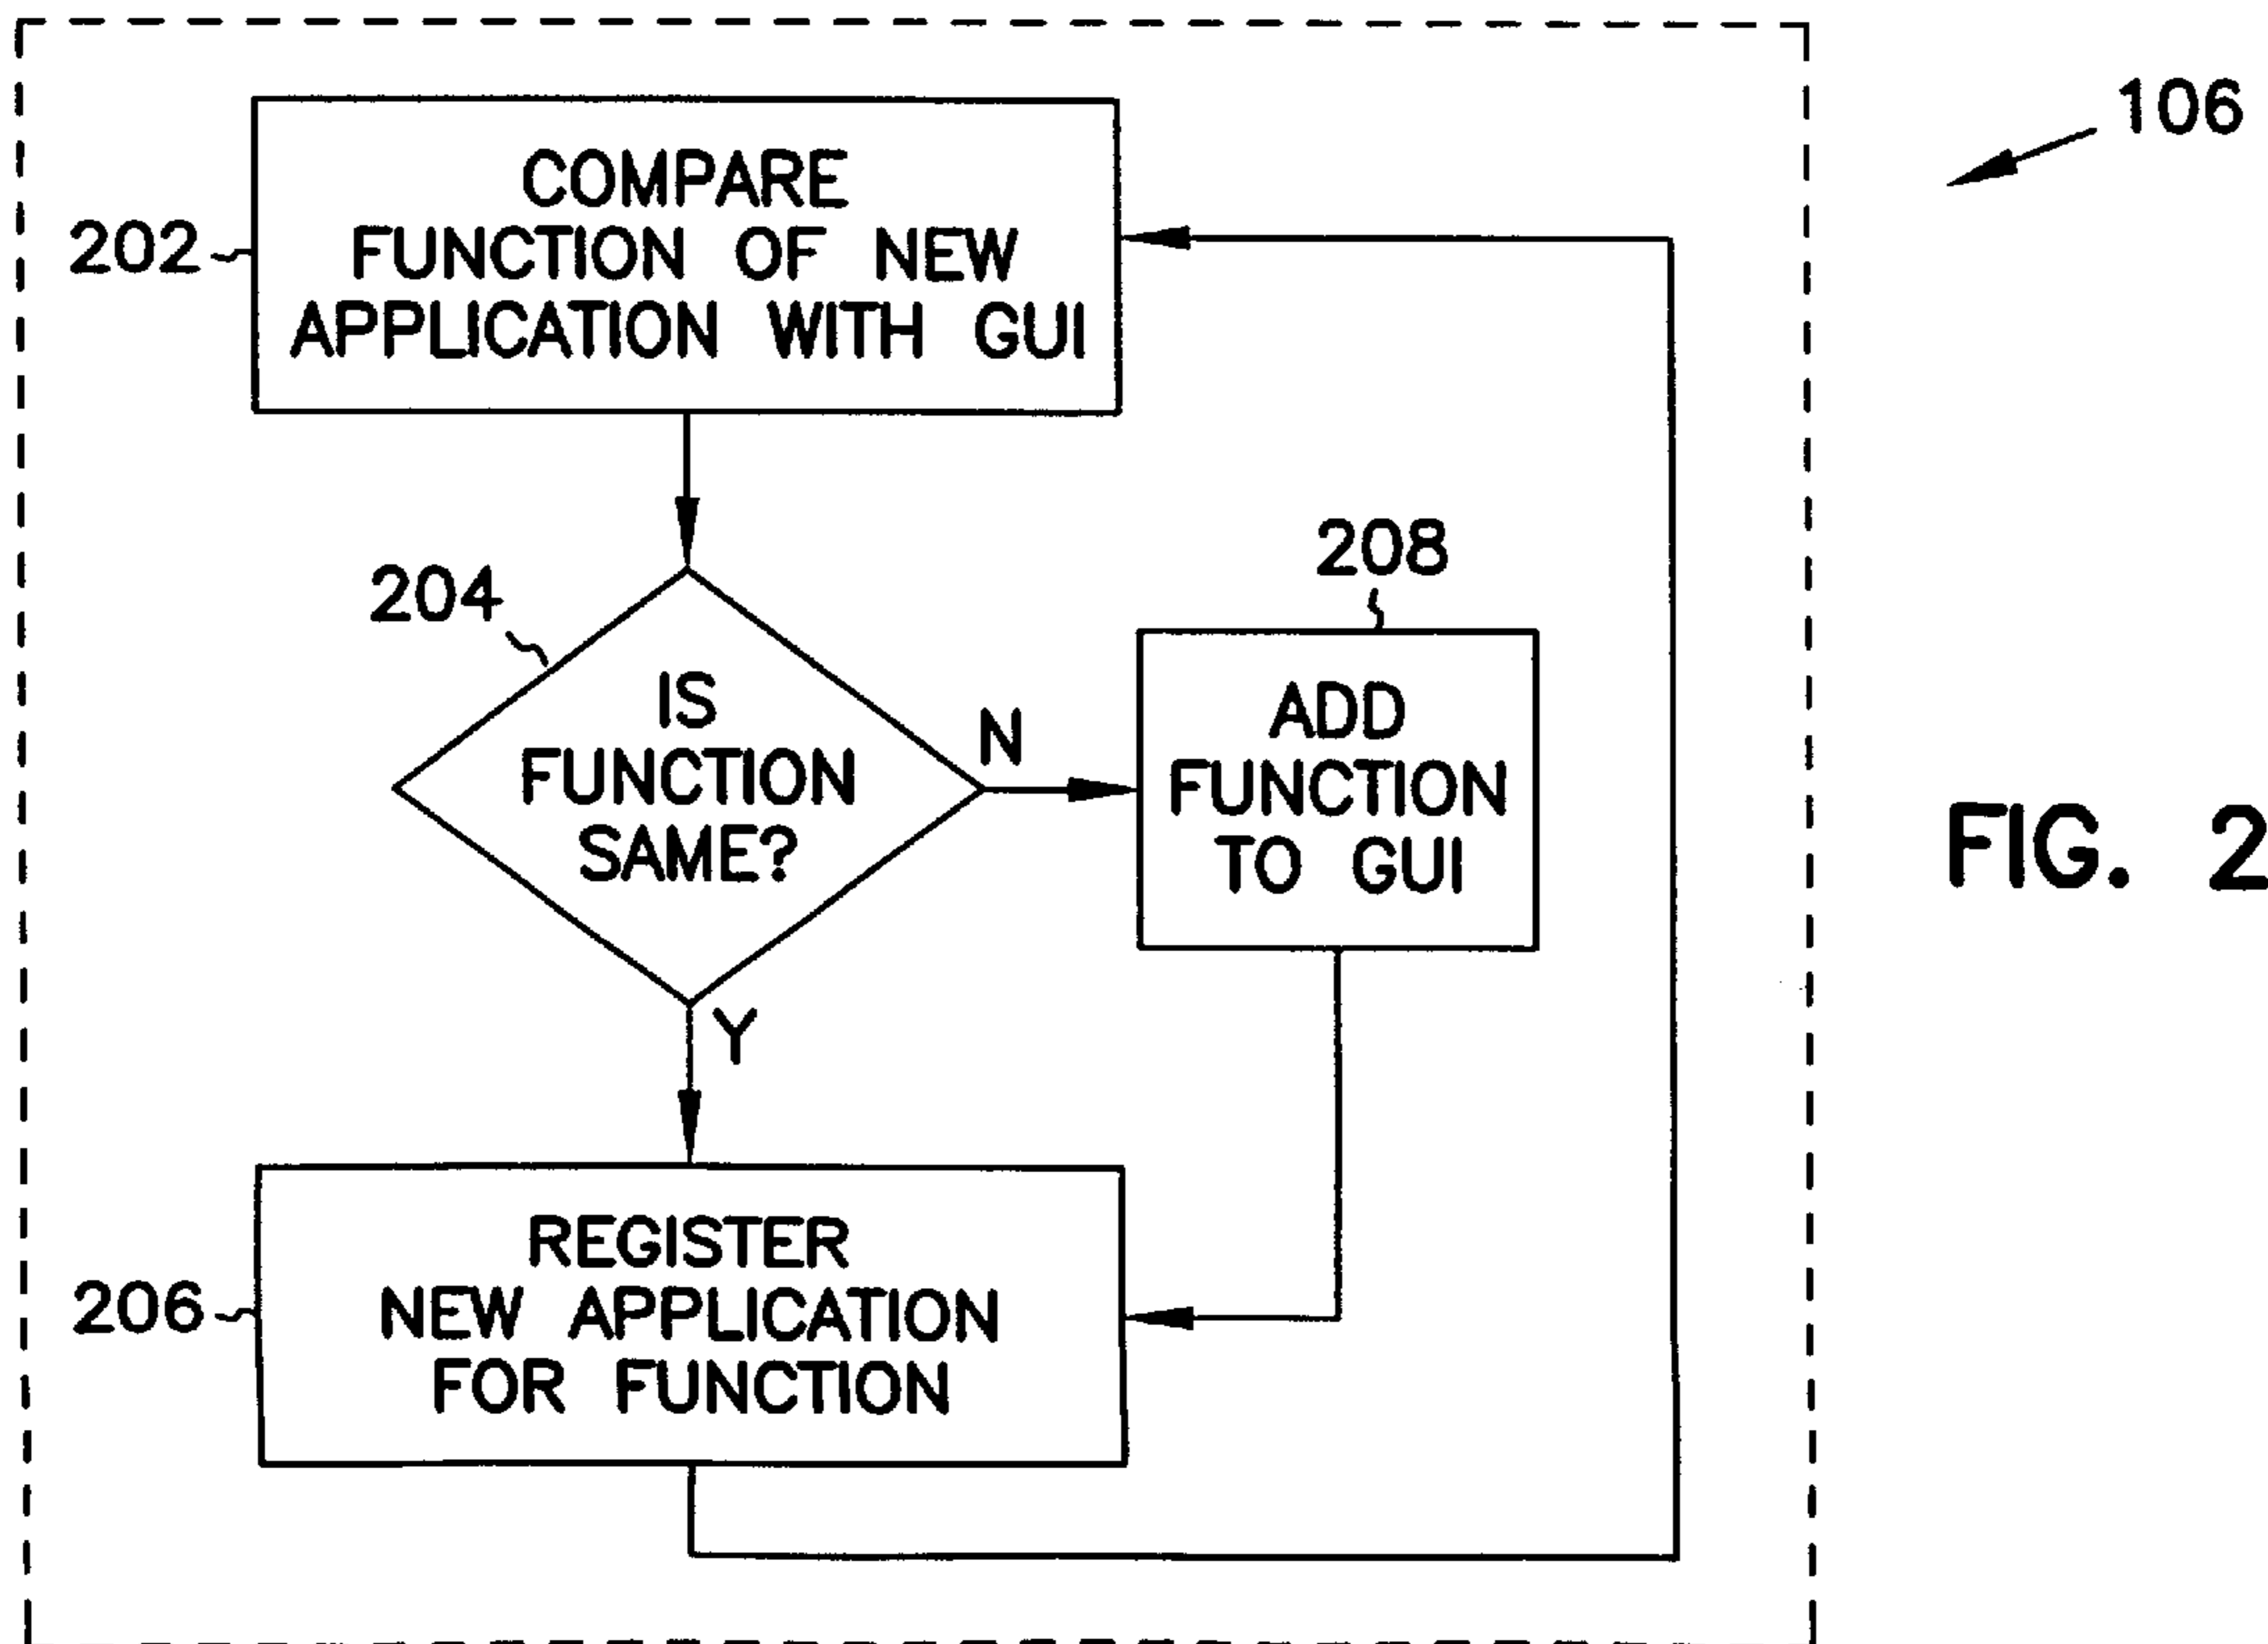 106
COMPARE
FUNCTION OF NEW
APPLICATION WITH GUI
202
204
IS
FUNCTION
SAME?
N
208
ADD
FUNCTION
TO GUI
Y
REGISTER
NEW APPLICATION
FOR FUNCTION
206
FIG. 2